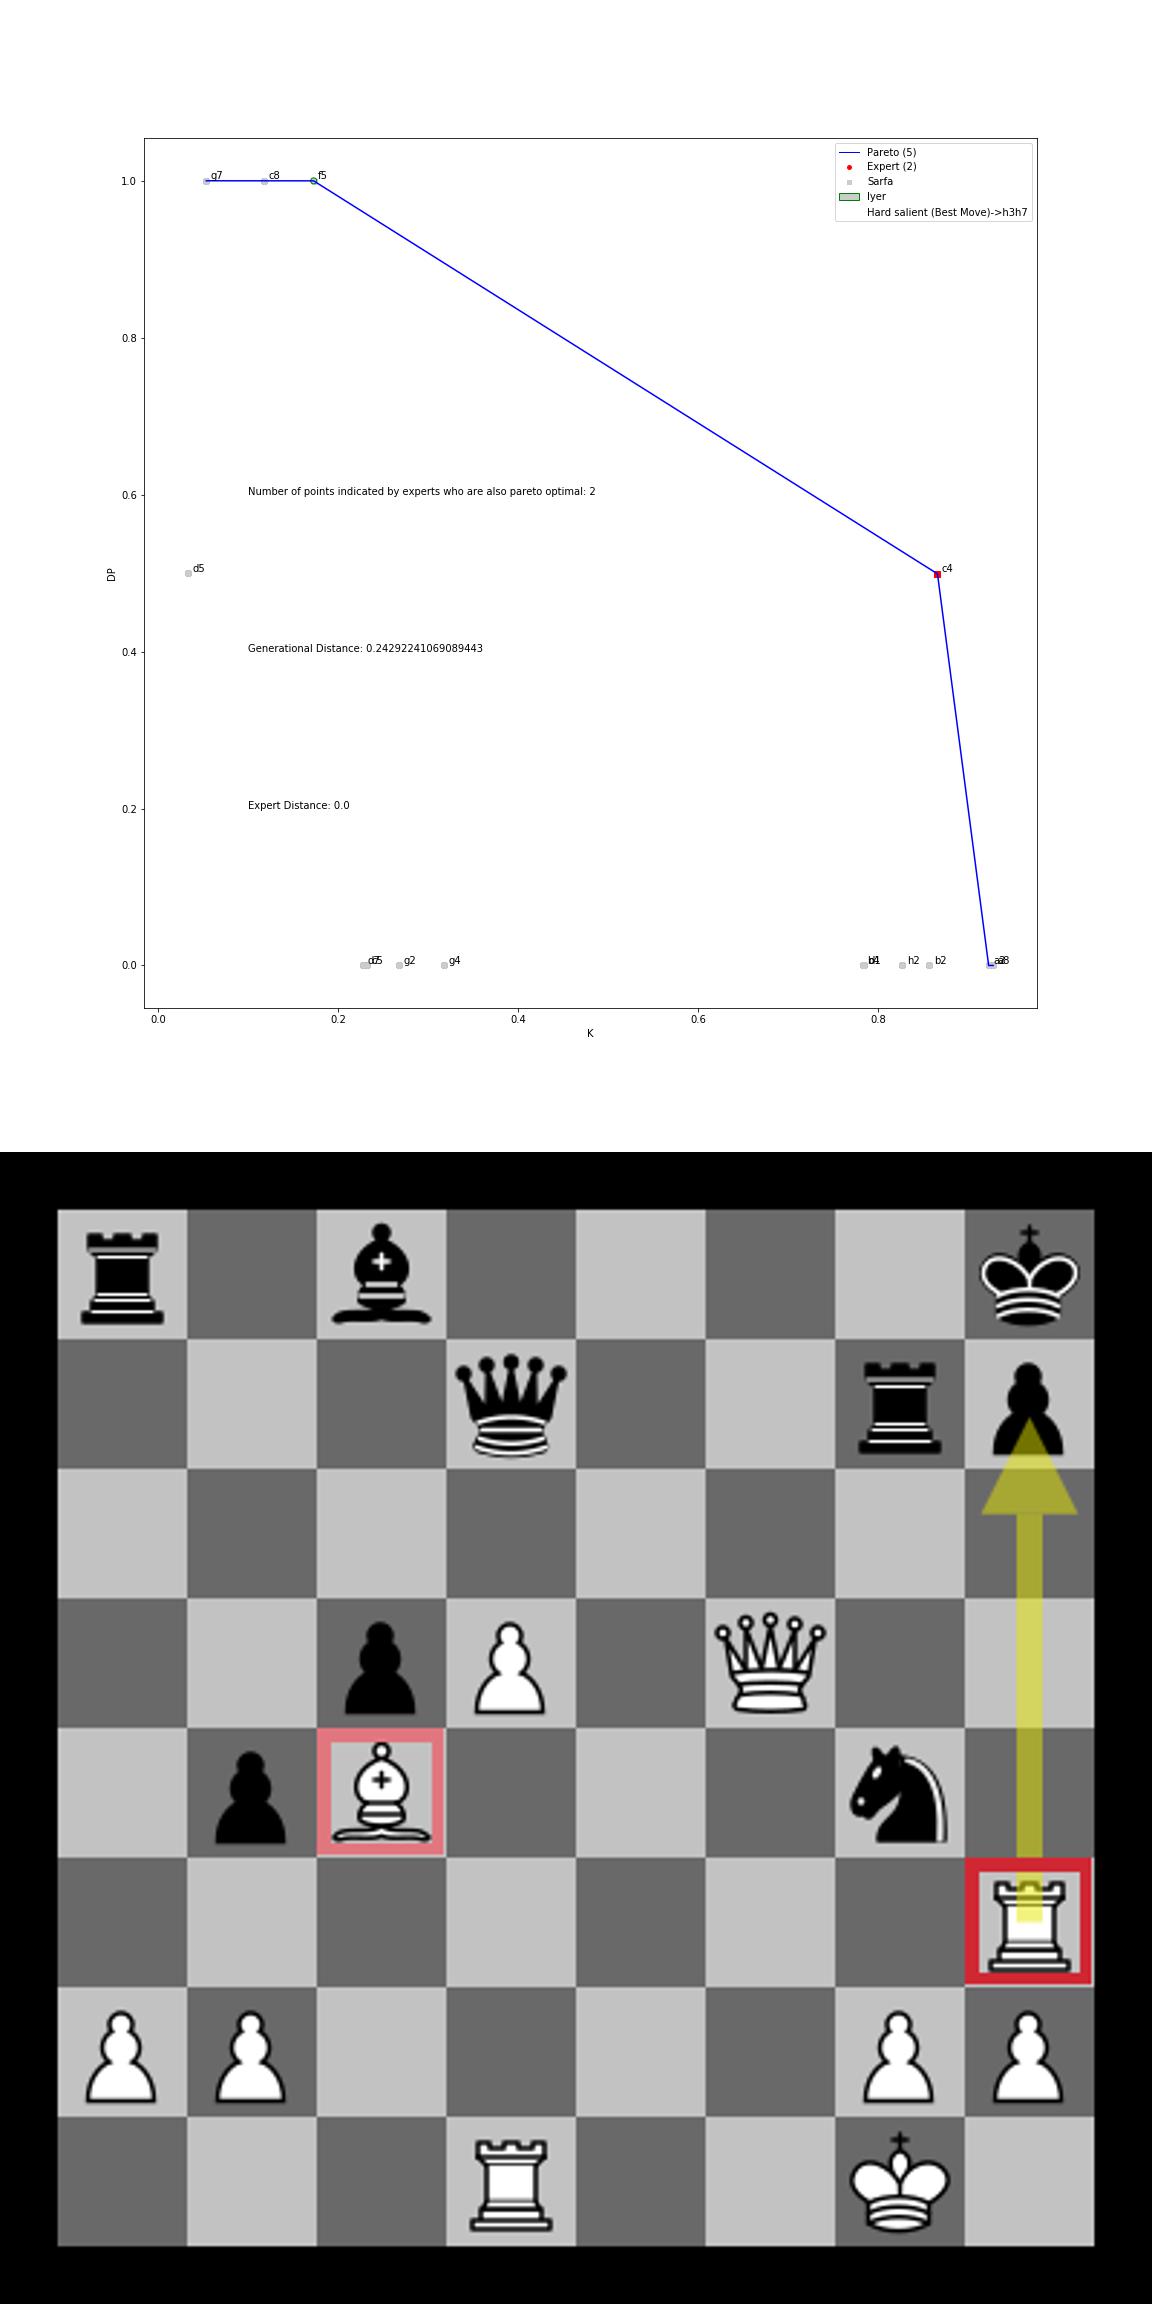 Pareto (5)
Expert (2)
Sarfa
Iyer
Hard salient (Best Move)->h3h7
g7 c8 f5
1.0
0.8
Number of points indicated by experts who are also pareto optimal: 2
0.6
DP
d5 c4
Generational Distance: 0.24292241069089443
0.4
Expert Distance: 0.0
0.2
0.0
g2 g4 h2 b2
0.0 0.2 0.4 0.6 0.8
K